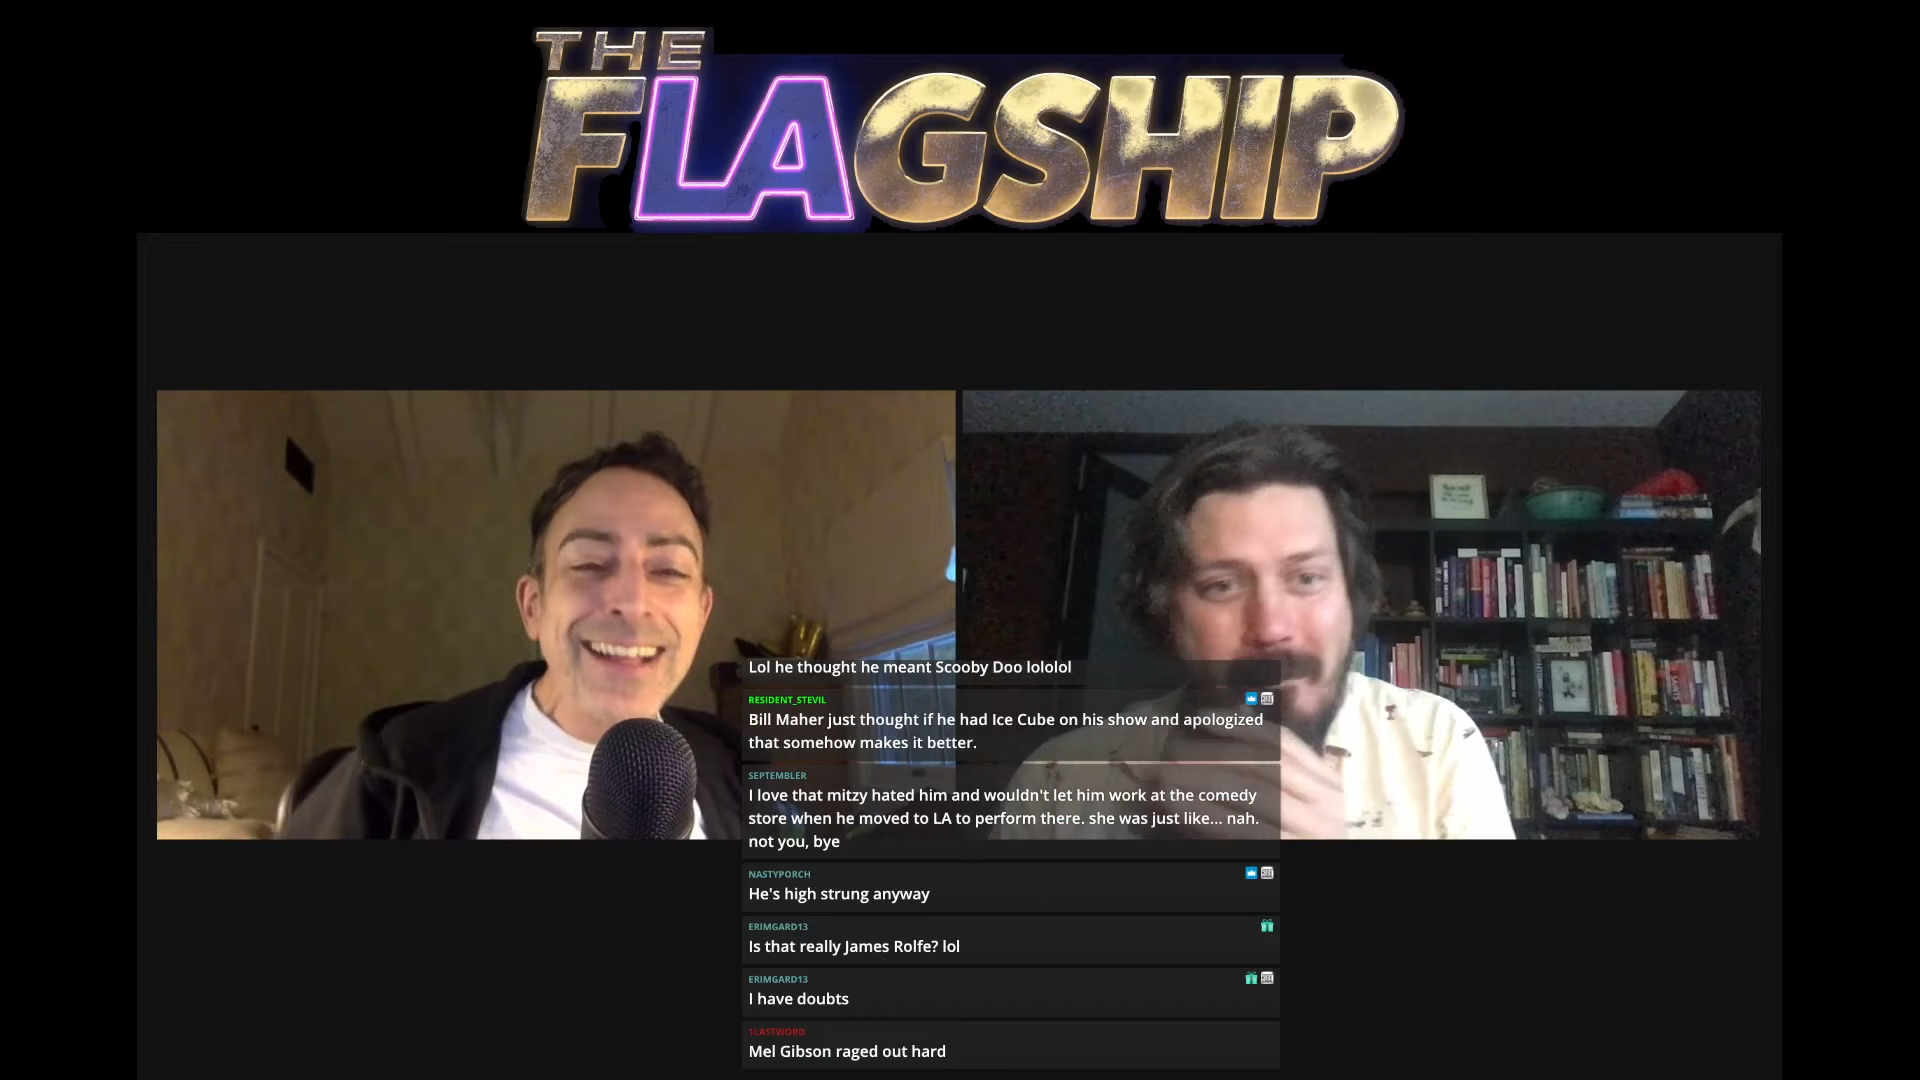 THE
FLAGSHIP
Lol he thought he meant Scooby Doo lololol
RESIDENT_STEVIL
Bill Maher just thought if he had Ice Cube on his show and apologized
that somehow makes it better.
SEPTEMBLER
I love that mitzy hated him and wouldn't let him work at the comedy
store when he moved to LA to perform there. she was just like... nah.
not you, bye
NASTYPORCH
He's high strung anyway
ERIMGARD13
Is that really James Rolfe? lol
ERIMGARD13
I have doubts
1LASTWORD
Mel Gibson raged out hard